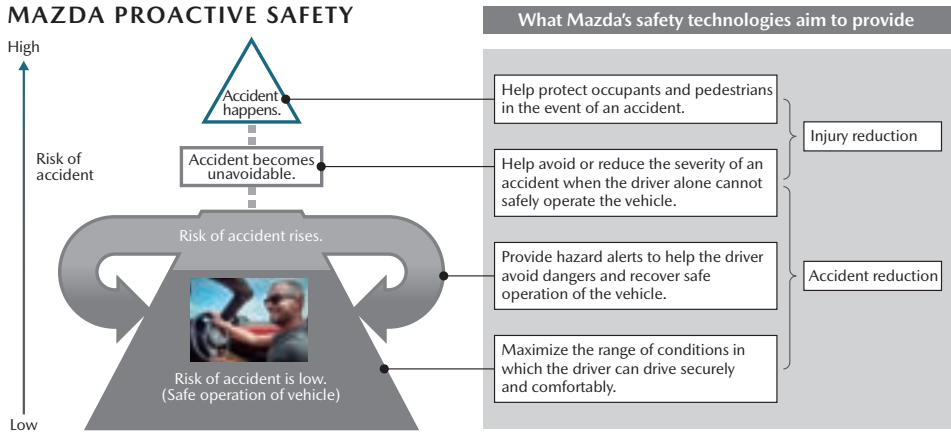 MAZDA PROACTIVE SAFETY
What Mazda's safety technologies aim to provide
High
Risk of
accident
Low
Accident
happens.
Accident becomes
unavoidable.
Risk of accident rises.
Risk of accident is low.
(Safe operation of vehicle)
Help protect occupants and pedestrians
in the event of an accident.
Help avoid or reduce the severity of an
accident when the driver alone cannot
safely operate the vehicle.
Provide hazard alerts to help the driver
avoid dangers and recover safe
operation of the vehicle.
Maximize the range of conditions in
which the driver can drive securely
and comfortably.
Injury reduction
Accident reduction